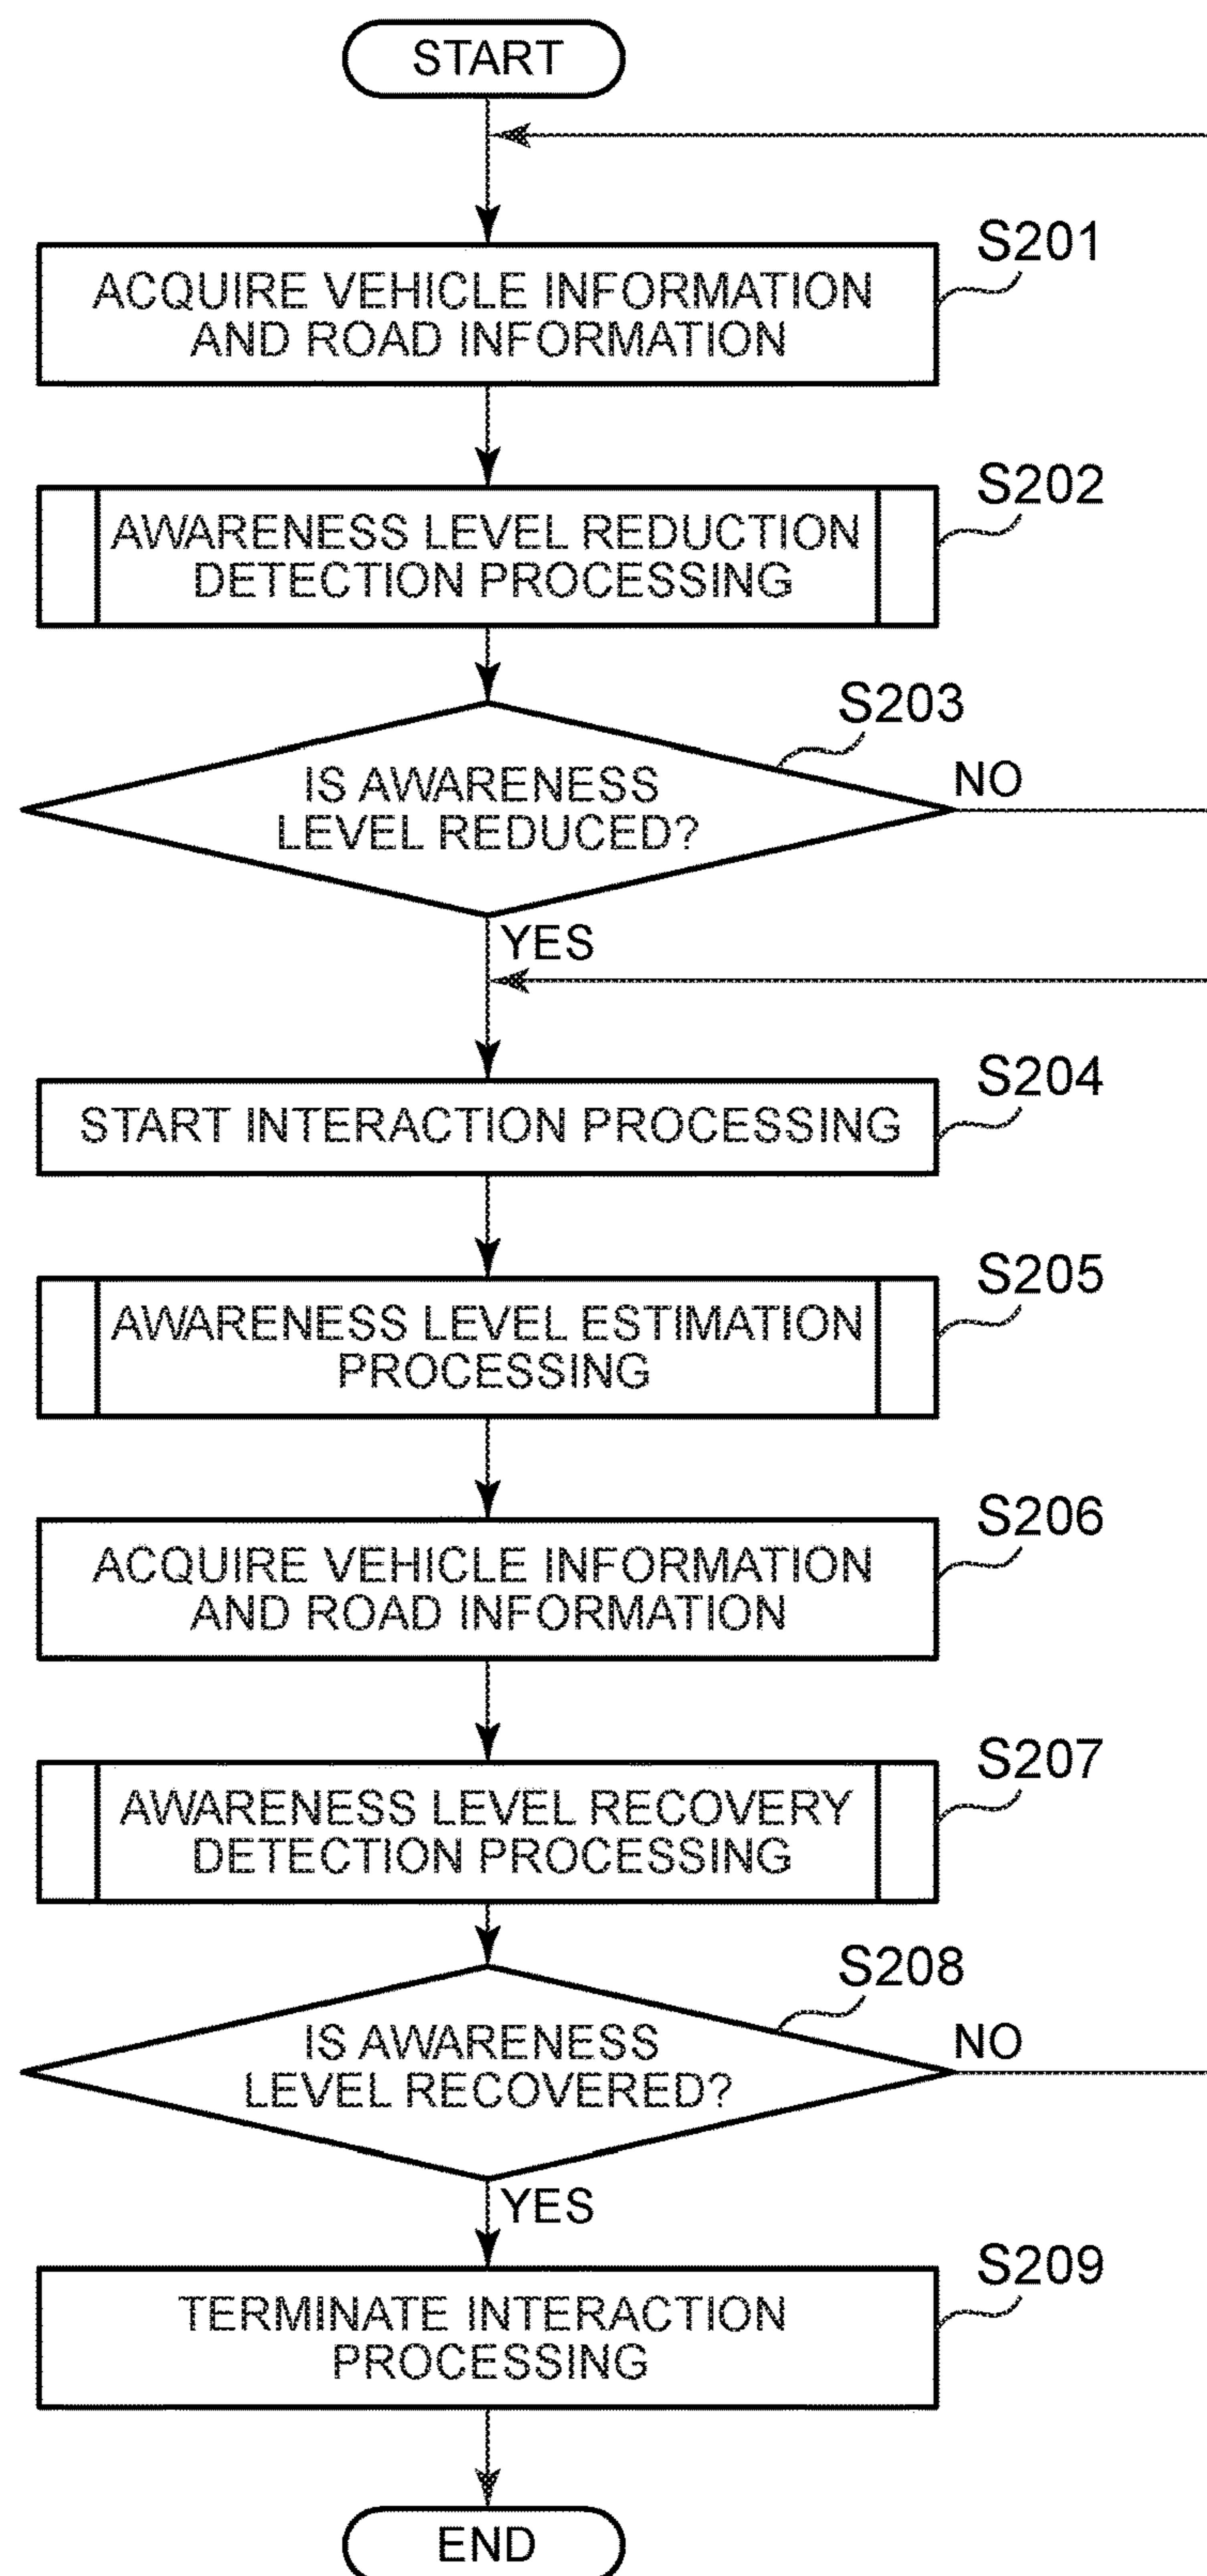 START
S201
ACQUIRE VEHICLE INFORMATION
AND ROAD INFORMATION
S202
AWARENESS LEVEL REDUCTION
DETECTION PROCESSING
S203
IS AWARENESS
LEVEL REDUCED?
NO
YES
S204
START INTERACTION PROCESSING
S205
AWARENESS LEVEL ESTIMATION
PROCESSING
S206
ACQUIRE VEHICLE INFORMATION
AND ROAD INFORMATION
S207
AWARENESS LEVEL RECOVERY
DETECTION PROCESSING
S208
IS AWARENESS
LEVEL RECOVERED?
NO
YES
S209
TERMINATE INTERACTION
PROCESSING
END